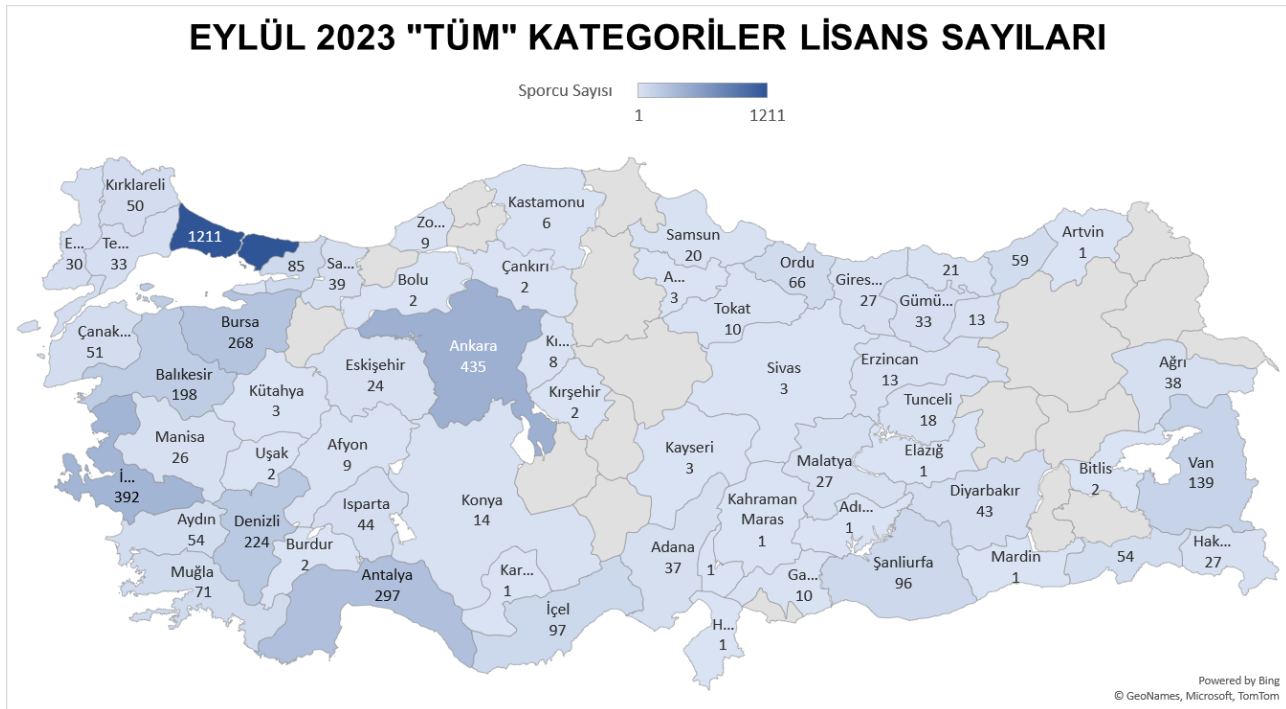 EYLÜL 2023 "TÜM" KATEGORİLER LİSANS SAYILARI
Sporcu Sayısı
1
1211
Kırklareli
50
E...
30
Te...
33
1211
85
Sa...
39
Zo...
9
Kastamonu
6
Bolu
2
Çankırı
2
Samsun
20
A...
3
Tokat
10
Ordu
66
Gires...
27
21
Gümü...
33
13
59
Artvin
1
Çanak...
51
Bursa
268
Balıkesir
198
Kütahya
3
Eskişehir
24
Ankara
435
Kı...
8
Kırşehir
2
Sivas
3
Erzincan
13
Tunceli
18
Ağrı
38
Manisa
26
Uşak
2
Afyon
9
İ...
392
Aydın
54
Denizli
224
Isparta
44
Burdur
2
Muğla
71
Antalya
297
Konya
14
Kar...
1
İçel
97
Kayseri
3
Adana
37
1
H...
1
Kahraman
Maras
1
Malatya
27
Elazığ
1
Adı...
1
Ga...
10
Şanlıurfa
96
Diyarbakır
43
Mardin
1
Bitlis
2
Van
139
54
Hak...
27
Powered by Bing
© GeoNames, Microsoft, TomTom